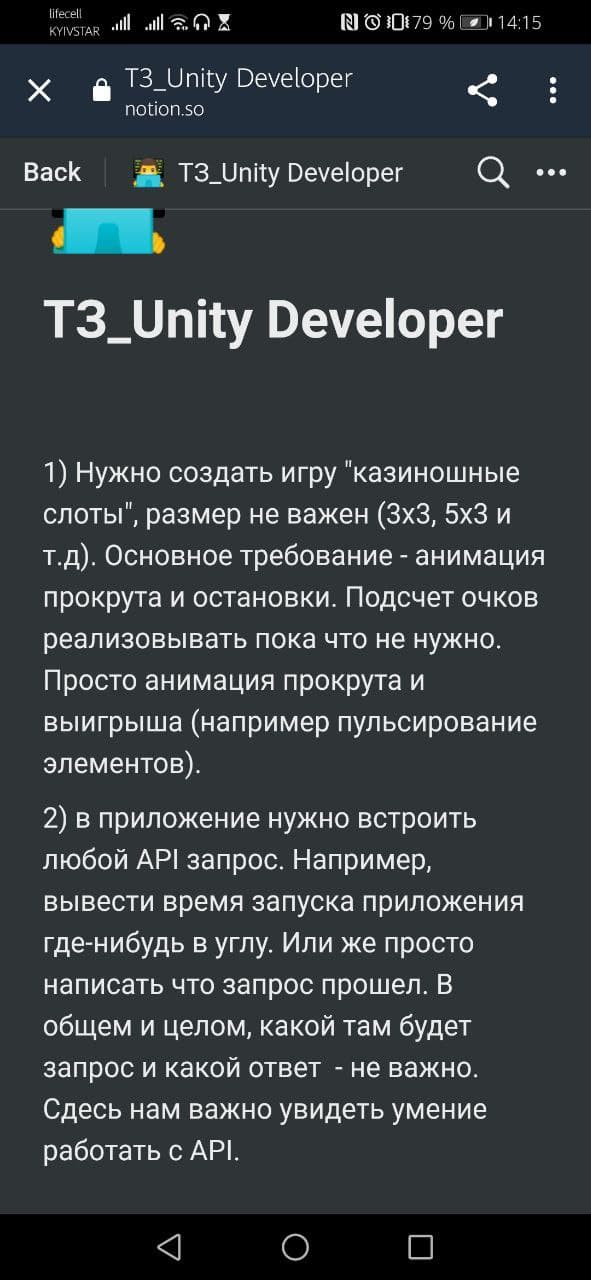 lifecell
KYIVSTAR
79 % 14:15
ТЗ_Unity Developer
notion.so
Back ТЗ_Unity Developer
ТЗ_Unity Developer
1) Нужно создать игру "казиношные
слоты", размер не важен (3х3, 5х3 и
т.д). Основное требование - анимация
прокрута и остановки. Подсчет очков
реализовывать пока что не нужно.
Просто анимация прокрута и
выигрыша (например пульсирование
элементов).
2) в приложение нужно встроить
любой API запрос. Например,
вывести время запуска приложения
где-нибудь в углу. Или же просто
написать что запрос прошел. В
общем и целом, какой там будет
запрос и какой ответ  - не важно.
Сдесь нам важно увидеть умение
работать с API.